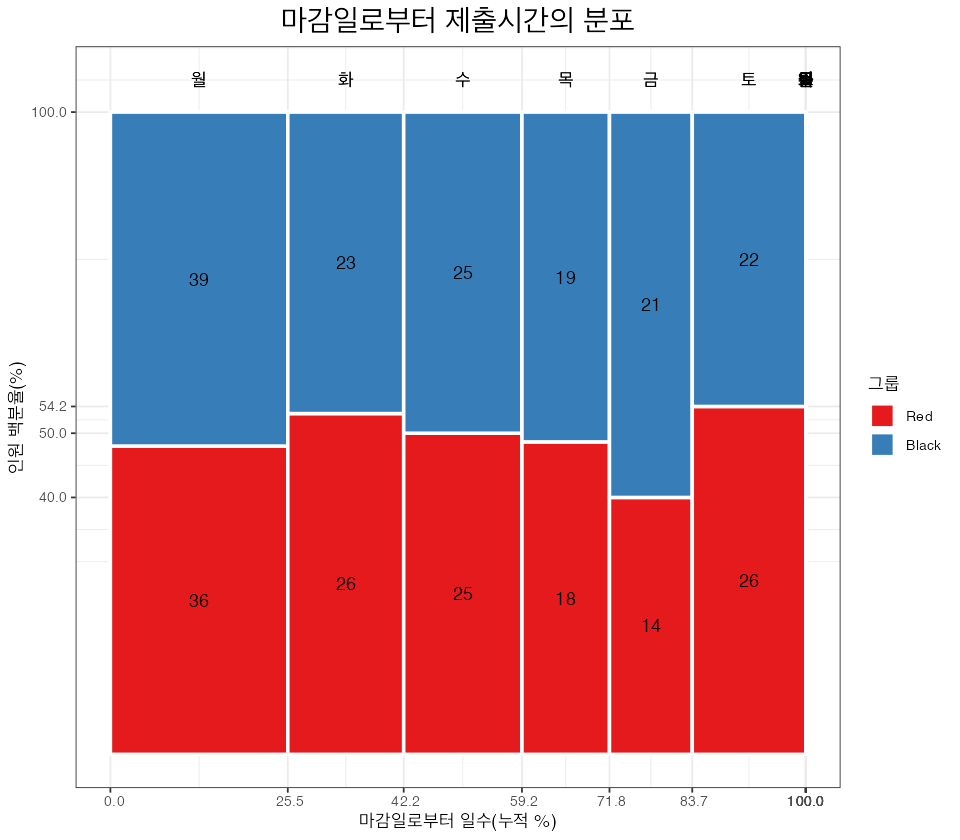 마감일로부터 제출시간의 분포
월 화 수 목 금 토
100.0
39 23 25 19 21 22
54.2
50.0
40.0
36 26 25 18 14 26
인원 백분율(%)
그룹
Red
Black
0.0 25.5 42.2 59.2 71.8 83.7 100.0
마감일로부터 일수(누적 %)